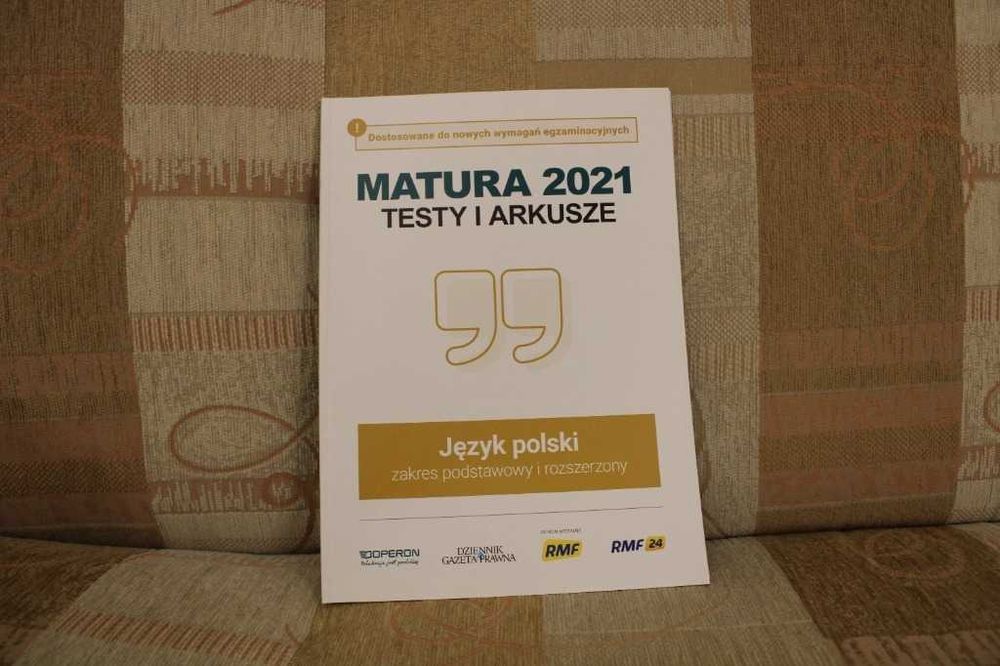 ! Dostosowane do nowych wymagań egzaminacyjnych
MATURA 2021
TESTY I ARKUSZE
Język polski
zakres podstawowy i rozszerzony
OPERON
DZIENNIK
GAZETA PRAWNA
RMF
RMF 24